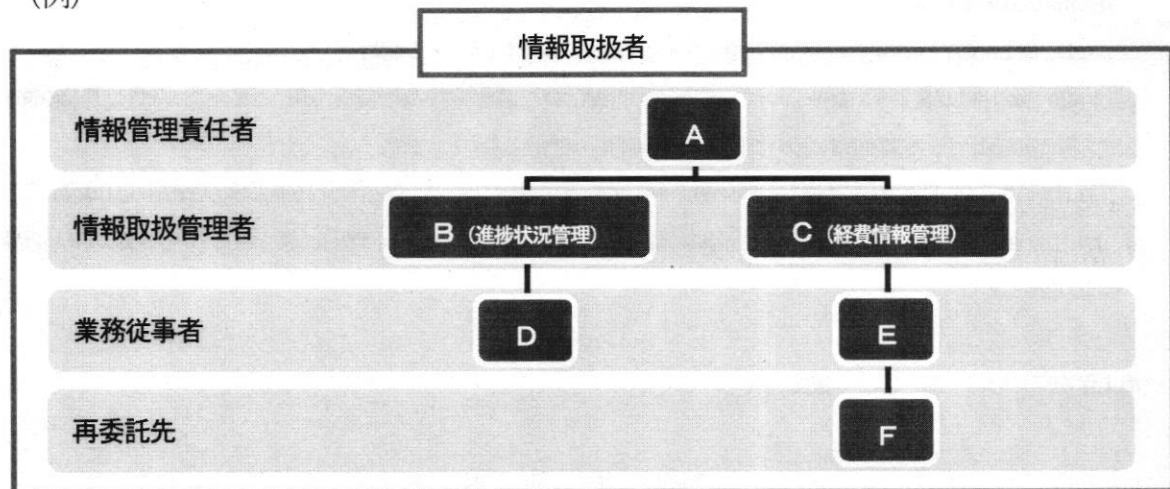 (例)
情報取扱者
情報管理責任者
A
情報取扱管理者
B (進捗状況管理)
C (経費情報管理)
業務従事者
D
E
再委託先
F